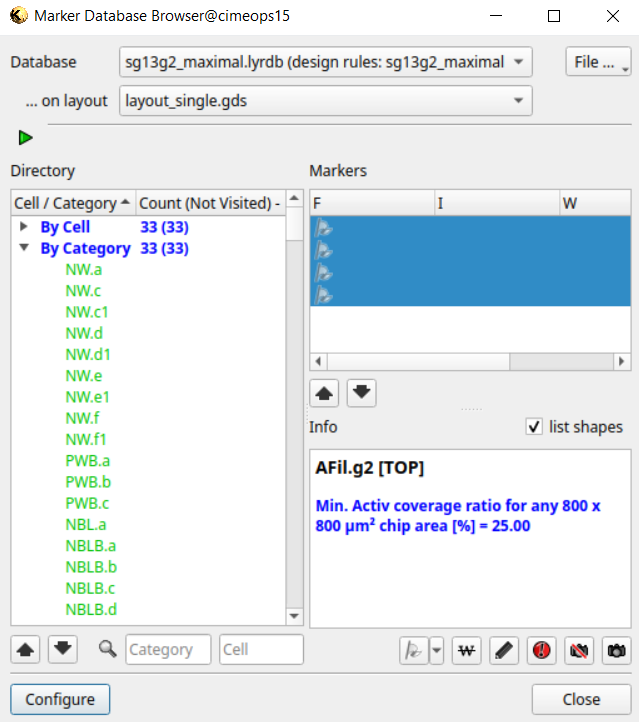 Marker Database Browser@cimeops15
Database
sg13g2_maximal.lyrdb (design rules: sg13g2_maximal
File ...
... on layout
layout_single.gds
Directory
Markers
Cell / Category
Count (Not Visited) -
F
I
W
By Cell
33 (33)
By Category
33 (33)
NW.a
NW.c
NW.c1
NW.d
NW.d1
NW.e
NW.e1
NW.f
NW.f1
PWB.a
PWB.b
PWB.c
NBL.a
NBLB.a
NBLB.b
NBLB.c
NBLB.d
Info
list shapes
AFil.g2 [TOP]
Min. Activ coverage ratio for any 800 x
800 µm² chip area [%] = 25.00
Category
Cell
W
Configure
Close